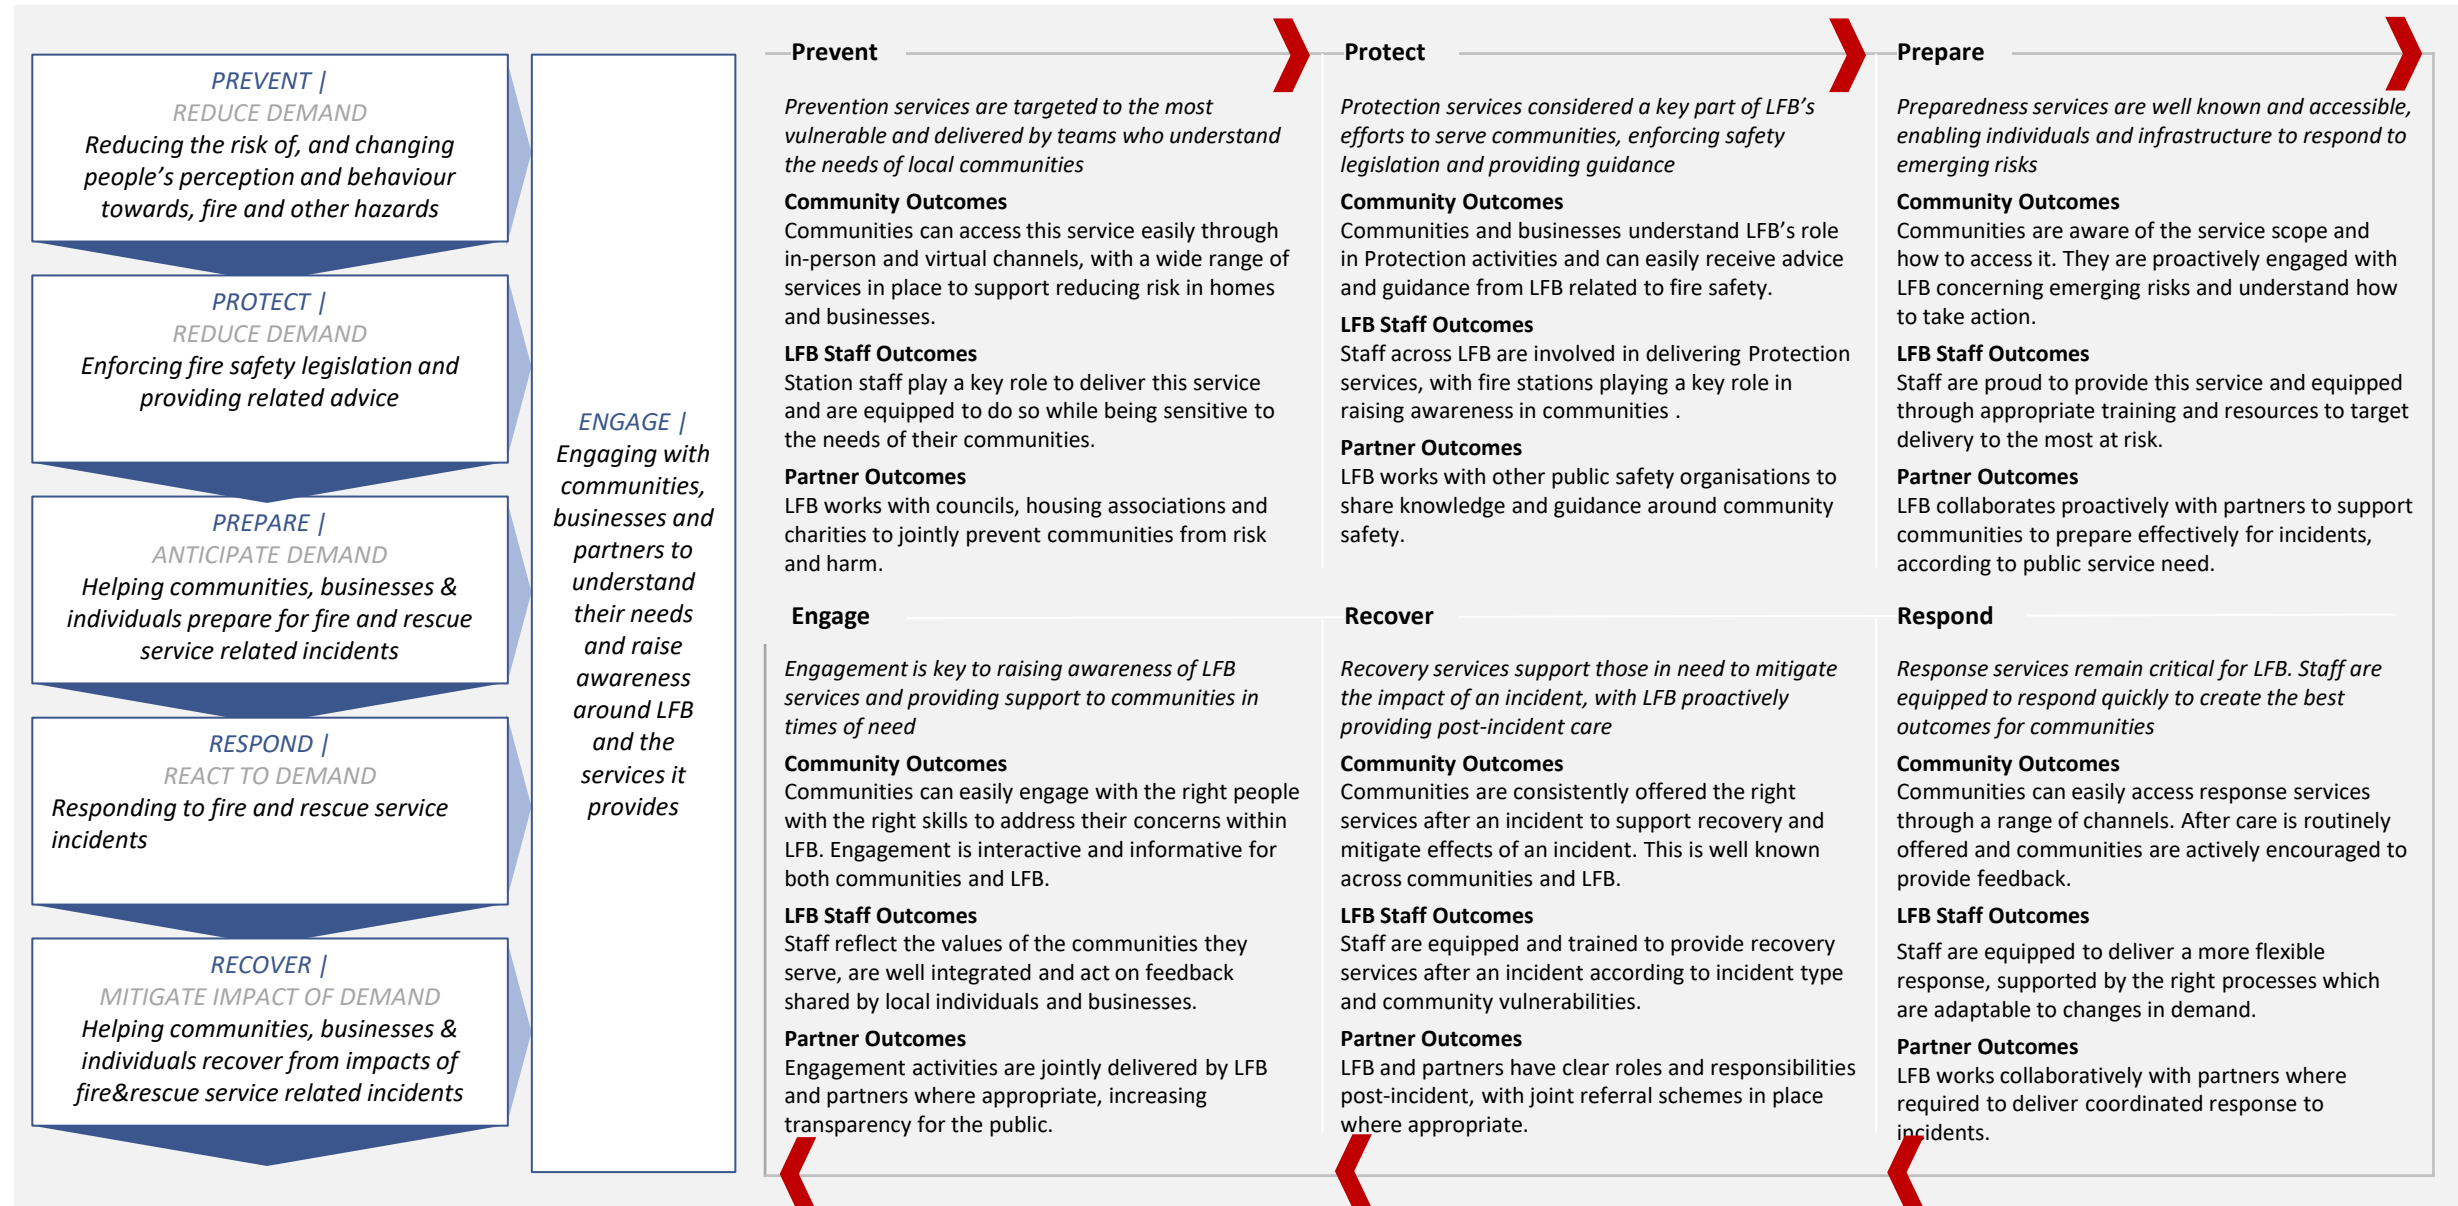 PREVENT |
REDUCE DEMAND
Reducing the risk of, and changing
people's perception and behaviour
towards, fire and other hazards
PROTECT |
REDUCE DEMAND
Enforcing fire safety legislation and
providing related advice
PREPARE |
ANTICIPATE DEMAND
Helping communities, businesses &
individuals prepare for fire and rescue
service related incidents
RESPOND |
REACT TO DEMAND
Responding to fire and rescue service
incidents
RECOVER |
MITIGATE IMPACT OF DEMAND
Helping communities, businesses &
individuals recover from impacts of
fire&rescue service related incidents
ENGAGE |
Engaging with
communities,
businesses and
partners to
understand
their needs
and raise
awareness
around LFB
and the
services it
provides
Prevent
Prevention services are targeted to the most
vulnerable and delivered by teams who understand
the needs of local communities
Community Outcomes
Communities can access this service easily through
in-person and virtual channels, with a wide range of
services in place to support reducing risk in homes
and businesses.
LFB Staff Outcomes
Station staff play a key role to deliver this service
and are equipped to do so while being sensitive to
the needs of their communities.
Partner Outcomes
LFB works with councils, housing associations and
charities to jointly prevent communities from risk
and harm.
Protect
Protection services considered a key part of LFB's
efforts to serve communities, enforcing safety
legislation and providing guidance
Community Outcomes
Communities and businesses understand LFB's role
in Protection activities and can easily receive advice
and guidance from LFB related to fire safety.
LFB Staff Outcomes
Staff across LFB are involved in delivering Protection
services, with fire stations playing a key role in
raising awareness in communities .
Partner Outcomes
LFB works with other public safety organisations to
share knowledge and guidance around community
safety.
Prepare
Preparedness services are well known and accessible,
enabling individuals and infrastructure to respond to
emerging risks
Community Outcomes
Communities are aware of the service scope and
how to access it. They are proactively engaged with
LFB concerning emerging risks and understand how
to take action.
LFB Staff Outcomes
Staff are proud to provide this service and equipped
through appropriate training and resources to target
delivery to the most at risk.
Partner Outcomes
LFB collaborates proactively with partners to support
communities to prepare effectively for incidents,
according to public service need.
Engage
Engagement is key to raising awareness of LFB
services and providing support to communities in
times of need
Community Outcomes
Communities can easily engage with the right people
with the right skills to address their concerns within
LFB. Engagement is interactive and informative for
both communities and LFB.
LFB Staff Outcomes
Staff reflect the values of the communities they
serve, are well integrated and act on feedback
shared by local individuals and businesses.
Partner Outcomes
Engagement activities are jointly delivered by LFB
and partners where appropriate, increasing
transparency for the public.
Recover
Recovery services support those in need to mitigate
the impact of an incident, with LFB proactively
providing post-incident care
Community Outcomes
Communities are consistently offered the right
services after an incident to support recovery and
mitigate effects of an incident. This is well known
across communities and LFB.
LFB Staff Outcomes
Staff are equipped and trained to provide recovery
services after an incident according to incident type
and community vulnerabilities.
Partner Outcomes
LFB and partners have clear roles and responsibilities
post-incident, with joint referral schemes in place
where appropriate.
Respond
Response services remain critical for LFB. Staff are
equipped to respond quickly to create the best
outcomes for communities
Community Outcomes
Communities can easily access response services
through a range of channels. After care is routinely
offered and communities are actively encouraged to
provide feedback.
LFB Staff Outcomes
Staff are equipped to deliver a more flexible
response, supported by the right processes which
are adaptable to changes in demand.
Partner Outcomes
LFB works collaboratively with partners where
required to deliver coordinated response to
incidents.